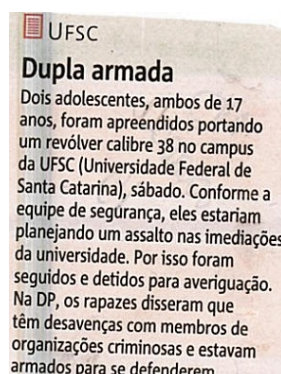 UFSC
Dupla armada
Dois adolescentes, ambos de 17
anos, foram apreendidos portando
um revólver calibre 38 no campus
da UFSC (Universidade Federal de
Santa Catarina), sábado. Conforme a
equipe de segurança, eles estariam
planejando um assalto nas imediações
da universidade. Por isso foram
seguidos e detidos para averiguação.
Na DP, os rapazes disseram que
têm desavenças com membros de
organizações criminosas e estavam
armados para se defenderem